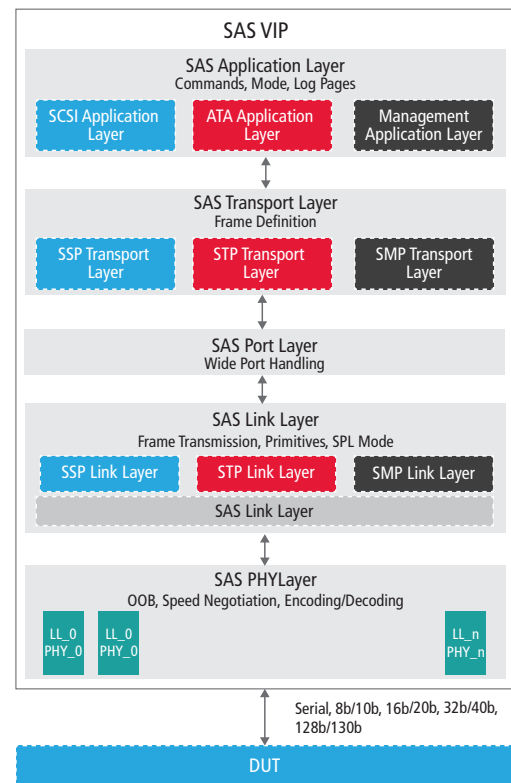 SAS VIP
SAS Application Layer
Commands, Mode, Log Pages
SCSI Application
Layer
ATA Application
Layer
Management
Application Layer
SAS Transport Layer
Frame Definition
SSP Transport
Layer
STP Transport
Layer
SMP Transport
Layer
SAS Port Layer
Wide Port Handling
SAS Link Layer
Frame Transmission, Primitives, SPL Mode
SSP Link Layer
STP Link Layer
SMP Link Layer
SAS Link Layer
SAS PHYLayer
OOB, Speed Negotiation, Encoding/Decoding
LL_0
PHY_0
LL_0
PHY_0
LL_n
PHY_n
Serial, 8b/10b, 16b/20b, 32b/40b,
128b/130b
DUT